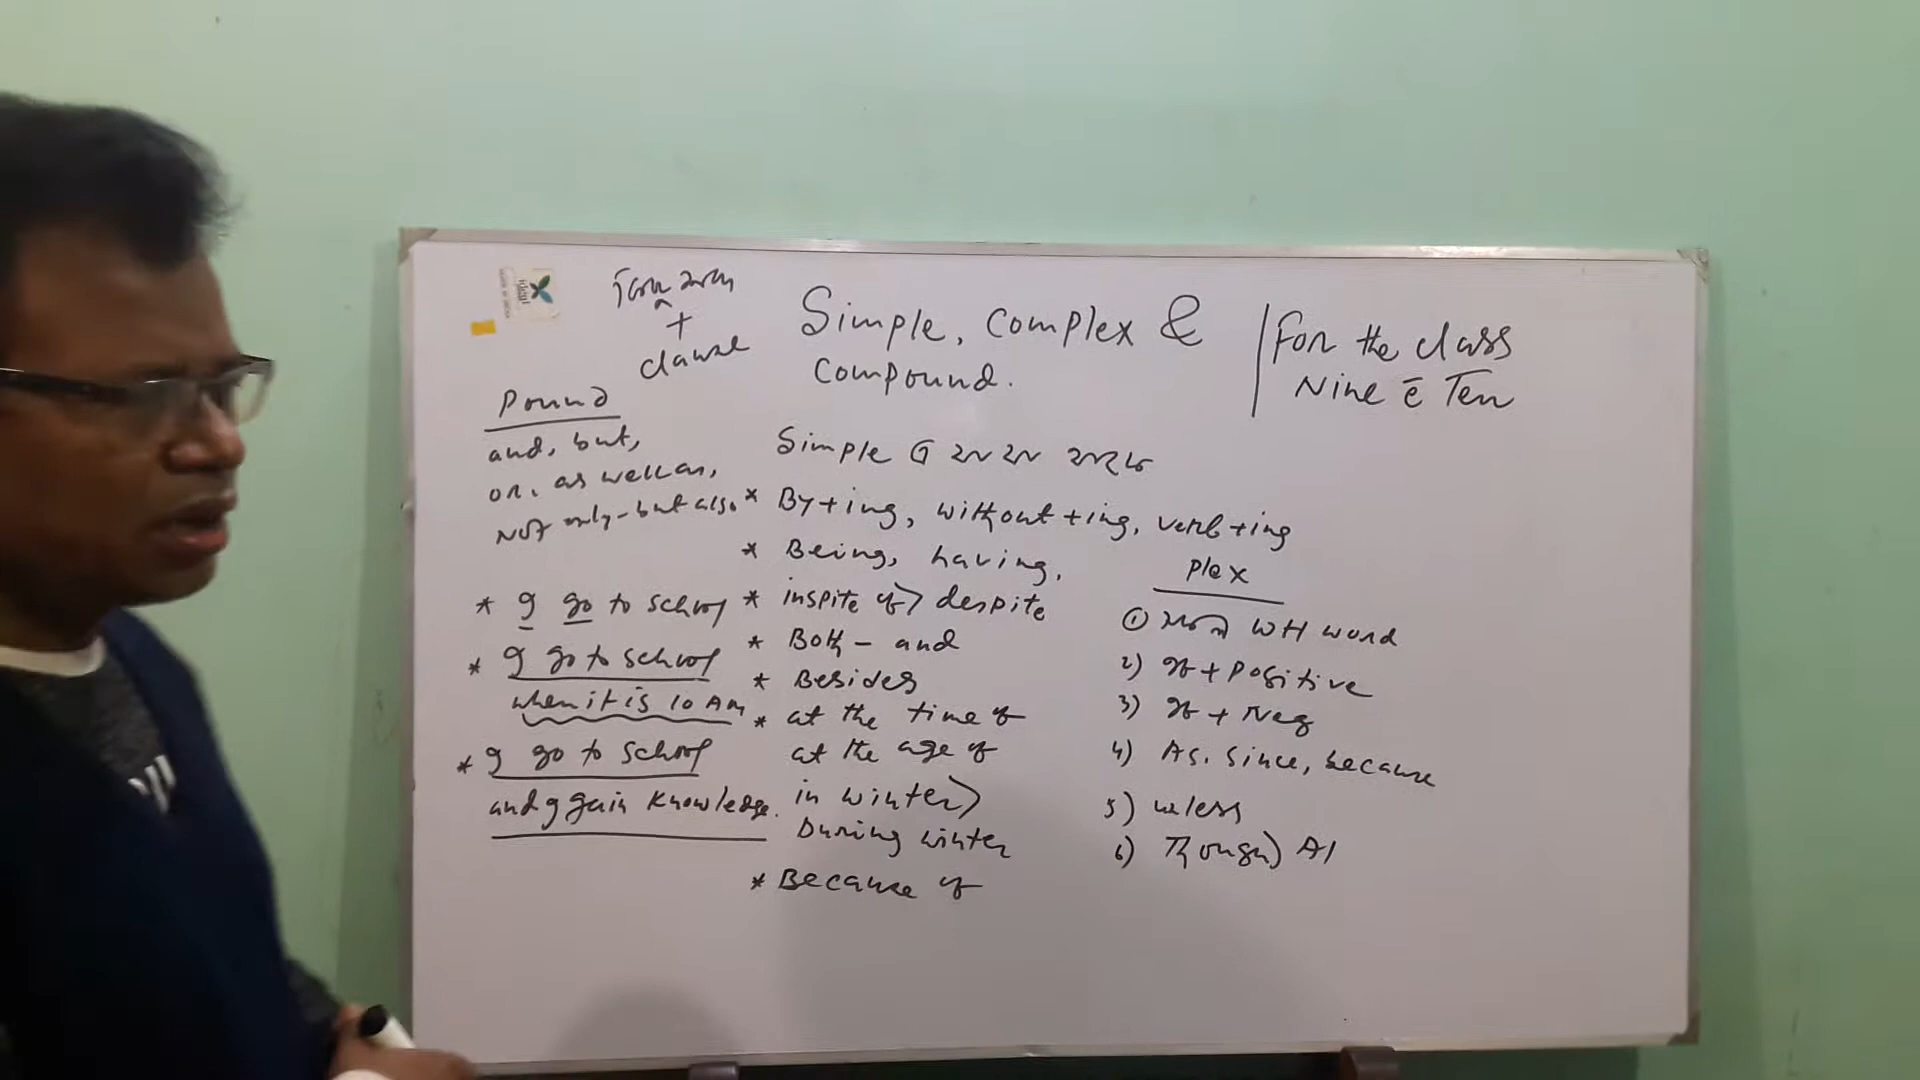 +
clause
Simple, Complex &
Compound.
For the class
Nine ē Ten
Pound
and, but,
or, as well as,
Not only - but also
* I go to school
* I go to school
when it is 10 AM
* I go to school
and I gain knowledge.
Simple
* By + ing, without + ing, verb + ing
* Being, having,
* inspite of > despite
* Both - and
* Besides
* at the time of
at the age of
in winter >
During winter
* Because of
Plex
① WH word
2) If + Positive
3) If + Neg
4) As, Since, because
5) unless
6) Though) Al